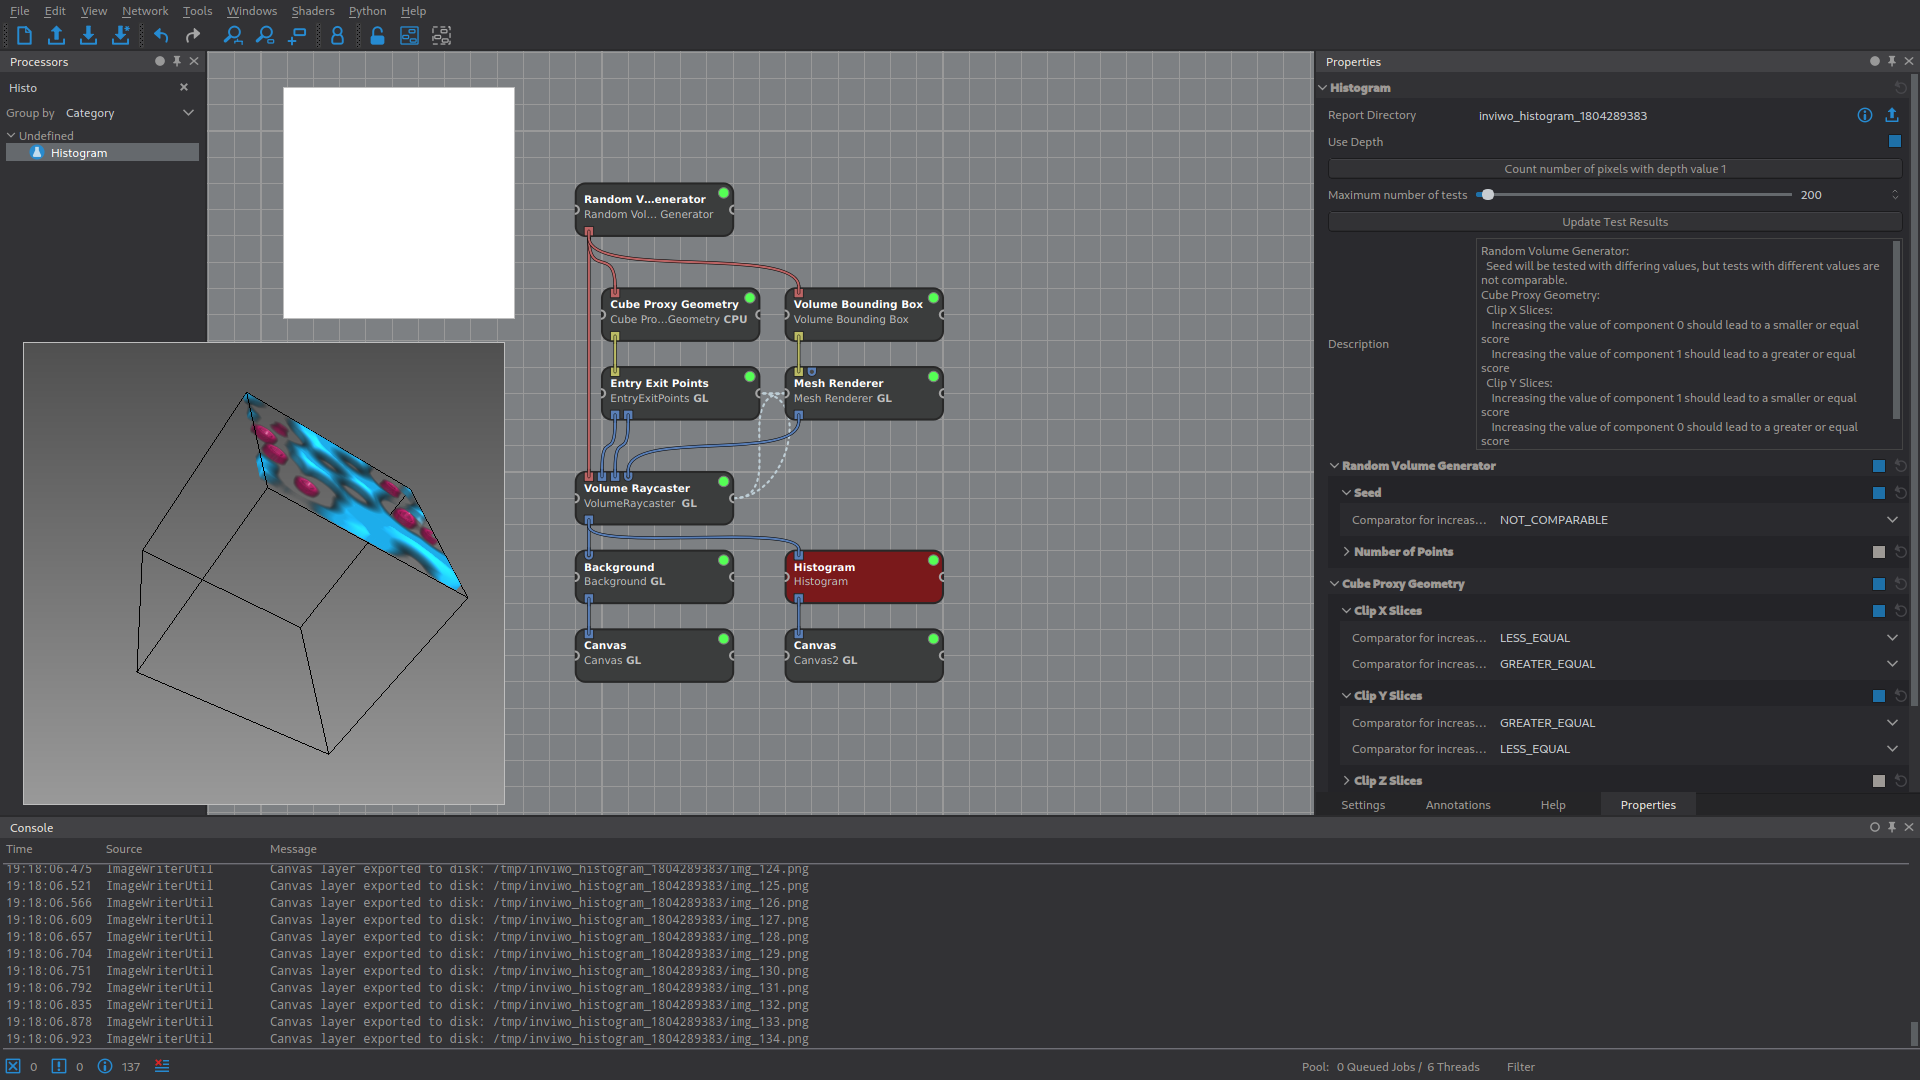 File Edit View Network Tools Windows Shaders Python Help
Processors
Histo
Group by Category
Undefined
Histogram
Random V...enerator
Random Vol... Generator
Cube Proxy Geometry
Cube Pro...Geometry CPU
Volume Bounding Box
Volume Bounding Box
Entry Exit Points
EntryExitPoints GL
Mesh Renderer
Mesh Renderer GL
Volume Raycaster
VolumeRaycaster GL
Background
Background GL
Histogram
Histogram
Canvas
Canvas GL
Canvas
Canvas2 GL
Properties
Histogram
Report Directory inviwo_histogram_1804289383
Use Depth
Count number of pixels with depth value 1
Maximum number of tests 200
Update Test Results
Description
Random Volume Generator:
Seed will be tested with differing values, but tests with different values are
not comparable.
Cube Proxy Geometry:
Clip X Slices:
Increasing the value of component 0 should lead to a smaller or equal
score
Increasing the value of component 1 should lead to a greater or equal
score
Clip Y Slices:
Increasing the value of component 1 should lead to a smaller or equal
score
Increasing the value of component 0 should lead to a greater or equal
score
Random Volume Generator
Seed
Comparator for increas... NOT_COMPARABLE
Number of Points
Cube Proxy Geometry
Clip X Slices
Comparator for increas... LESS_EQUAL
Comparator for increas... GREATER_EQUAL
Clip Y Slices
Comparator for increas... GREATER_EQUAL
Comparator for increas... LESS_EQUAL
Clip Z Slices
Settings Annotations Help Properties
Console
Time Source Message
19:18:06.475 ImageWriterUtil Canvas layer exported to disk: /tmp/inviwo_histogram_1804289383/img_124.png
19:18:06.521 ImageWriterUtil Canvas layer exported to disk: /tmp/inviwo_histogram_1804289383/img_125.png
19:18:06.566 ImageWriterUtil Canvas layer exported to disk: /tmp/inviwo_histogram_1804289383/img_126.png
19:18:06.609 ImageWriterUtil Canvas layer exported to disk: /tmp/inviwo_histogram_1804289383/img_127.png
19:18:06.657 ImageWriterUtil Canvas layer exported to disk: /tmp/inviwo_histogram_1804289383/img_128.png
19:18:06.704 ImageWriterUtil Canvas layer exported to disk: /tmp/inviwo_histogram_1804289383/img_129.png
19:18:06.751 ImageWriterUtil Canvas layer exported to disk: /tmp/inviwo_histogram_1804289383/img_130.png
19:18:06.792 ImageWriterUtil Canvas layer exported to disk: /tmp/inviwo_histogram_1804289383/img_131.png
19:18:06.835 ImageWriterUtil Canvas layer exported to disk: /tmp/inviwo_histogram_1804289383/img_132.png
19:18:06.878 ImageWriterUtil Canvas layer exported to disk: /tmp/inviwo_histogram_1804289383/img_133.png
19:18:06.923 ImageWriterUtil Canvas layer exported to disk: /tmp/inviwo_histogram_1804289383/img_134.png
0 0 137 Pool: 0 Queued Jobs / 6 Threads Filter